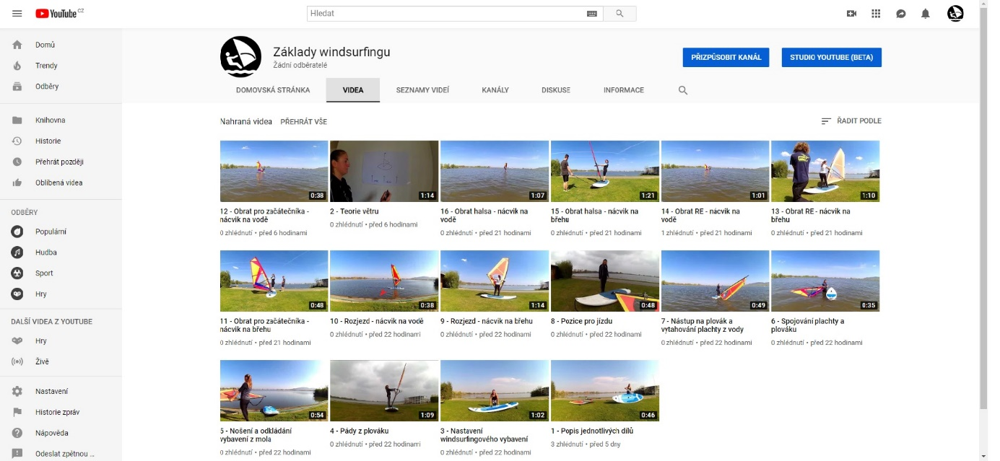 YouTube CZ
Hledat
Domů
Trendy
Odběry
Knihovna
Historie
Přehrát později
Oblíbená videa
ODBĚRY
Populární
Hudba
Sport
Hry
DALŠÍ VIDEA Z YOUTUBE
Hry
Živě
Nastavení
Historie zpráv
Nápověda
Odeslat zpětnou ...
Základy windsurfingu
Žádní odběratelé
PŘIZPŮSOBIT KANÁL
STUDIO YOUTUBE (BETA)
DOMOVSKÁ STRÁNKA VIDEA SEZNAMY VIDEÍ KANÁLY DISKUSE INFORMACE
Nahraná videa PŘEHRÁT VŠE
ŘADIT PODLE
0:38
12 - Obrat pro začátečníka -
nácvik na vodě
0 zhlédnutí • před 6 hodinami
1:14
2 - Teorie větru
0 zhlédnutí • před 6 hodinami
1:07
16 - Obrat halsa - nácvik na
vodě
0 zhlédnutí • před 21 hodinami
1:21
15 - Obrat halsa - nácvik na
břehu
0 zhlédnutí • před 21 hodinami
1:01
14 - Obrat RE - nácvik na
vodě
1 zhlédnutí • před 21 hodinami
1:10
13 - Obrat RE - nácvik na
břehu
0 zhlédnutí • před 21 hodinami
0:48
11 - Obrat pro začátečníka -
nácvik na břehu
0 zhlédnutí • před 21 hodinami
0:38
10 - Rozjezd - nácvik na vodě
0 zhlédnutí • před 22 hodinami
1:14
9 - Rozjezd - nácvik na břehu
0 zhlédnutí • před 22 hodinami
0:48
8 - Pozice pro jízdu
0 zhlédnutí • před 22 hodinami
0:49
7 - Nástup na plovák a
vytahování plachty z vody
0 zhlédnutí • před 22 hodinami
0:35
6 - Spojování plachty a
plováku
0 zhlédnutí • před 22 hodinami
0:54
5 - Nošení a odkládání
vybavení z mola
0 zhlédnutí • před 22 hodinami
1:09
4 - Pády z plováku
0 zhlédnutí • před 22 hodinami
1:02
3 - Nastavení
windsurfingového vybavení
0 zhlédnutí • před 22 hodinami
0:46
1 - Popis jednotlivých dílů
3 zhlédnutí • před 5 dny